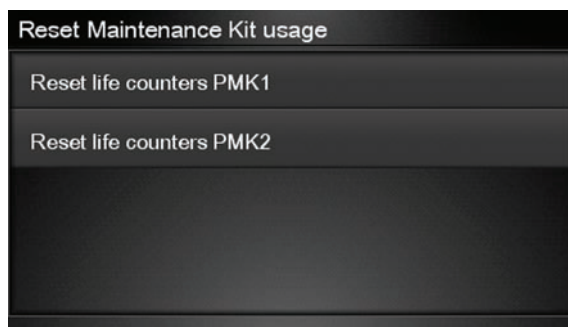 Reset Maintenance Kit usage
Reset life counters PMK1
Reset life counters PMK2